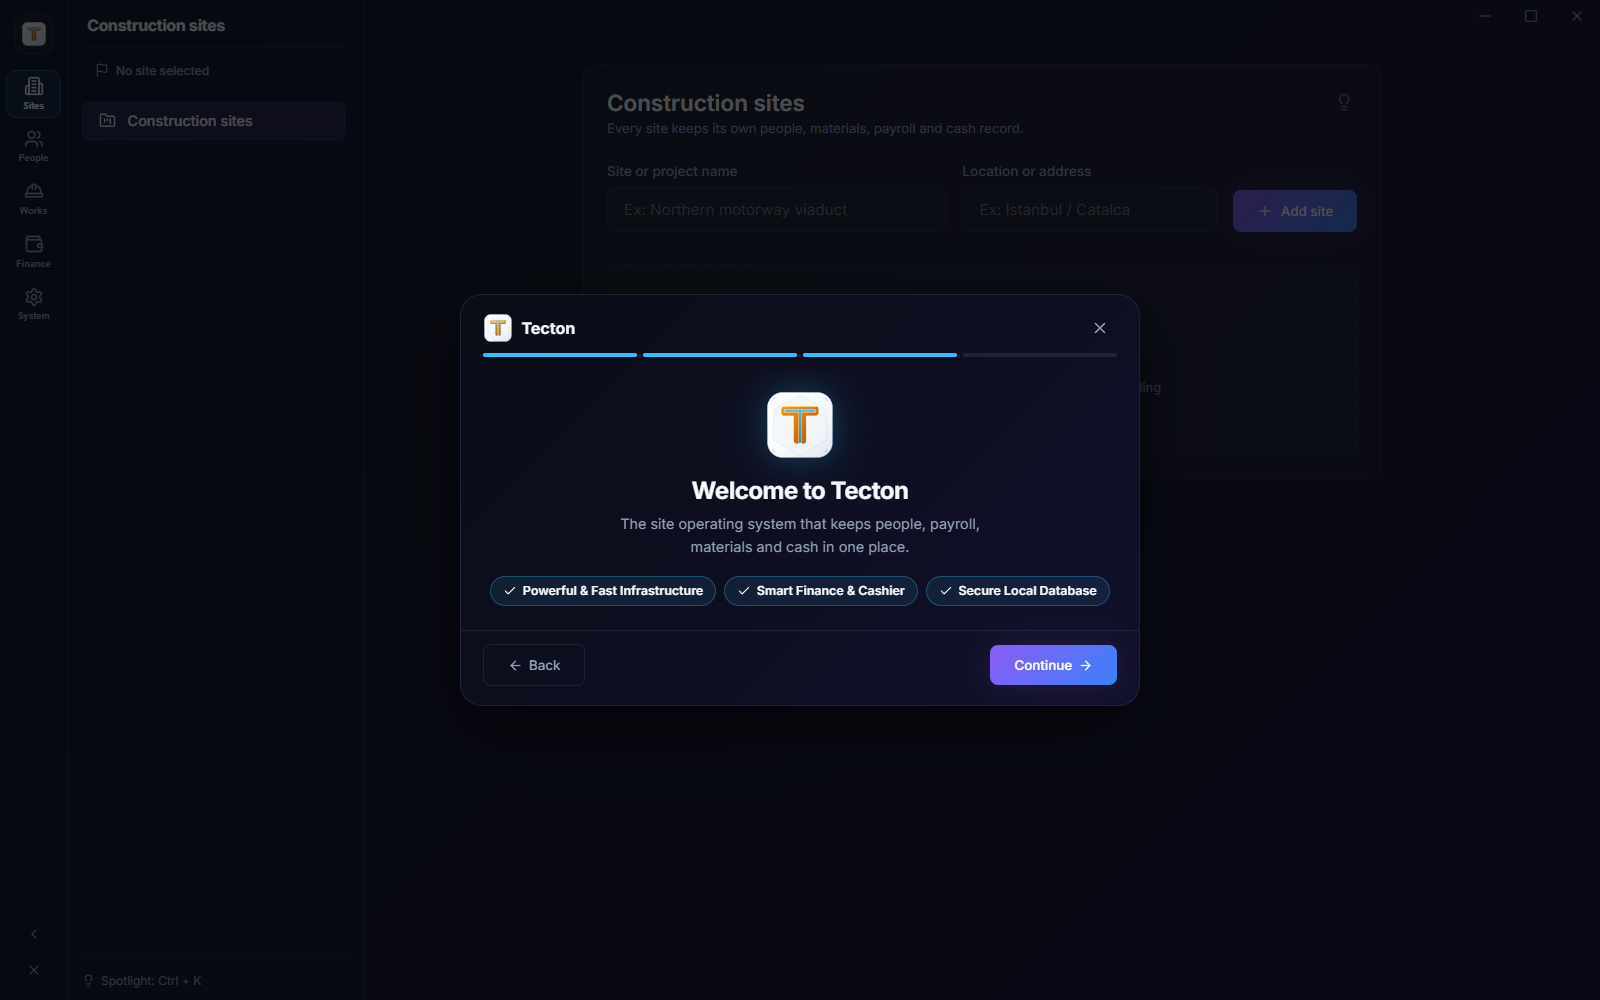 Construction sites
No site selected
Construction sites
Sites
People
Works
Finance
System
Spotlight: Ctrl + K
Construction sites
Every site keeps its own people, materials, payroll and cash record.
Site or project name
Location or address
Ex: Northern motorway viaduct
Ex: Istanbul / Catalca
Add site
Tecton
Welcome to Tecton
The site operating system that keeps people, payroll,
materials and cash in one place.
Powerful & Fast Infrastructure
Smart Finance & Cashier
Secure Local Database
Back
Continue